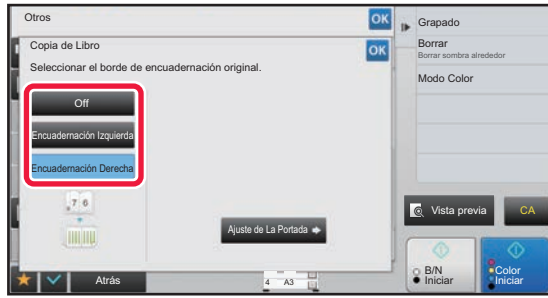 Otros
OK
Copia de Libro
OK
Seleccionar el borde de encuadernación original.
Off
Encuadernación Izquierda
Encuadernación Derecha
7 6
Ajuste de La Portada
Atrás
4 A3
Grapado
Borrar
Borrar sombra alrededor
Modo Color
Vista previa
CA
B/N
Iniciar
Color
Iniciar